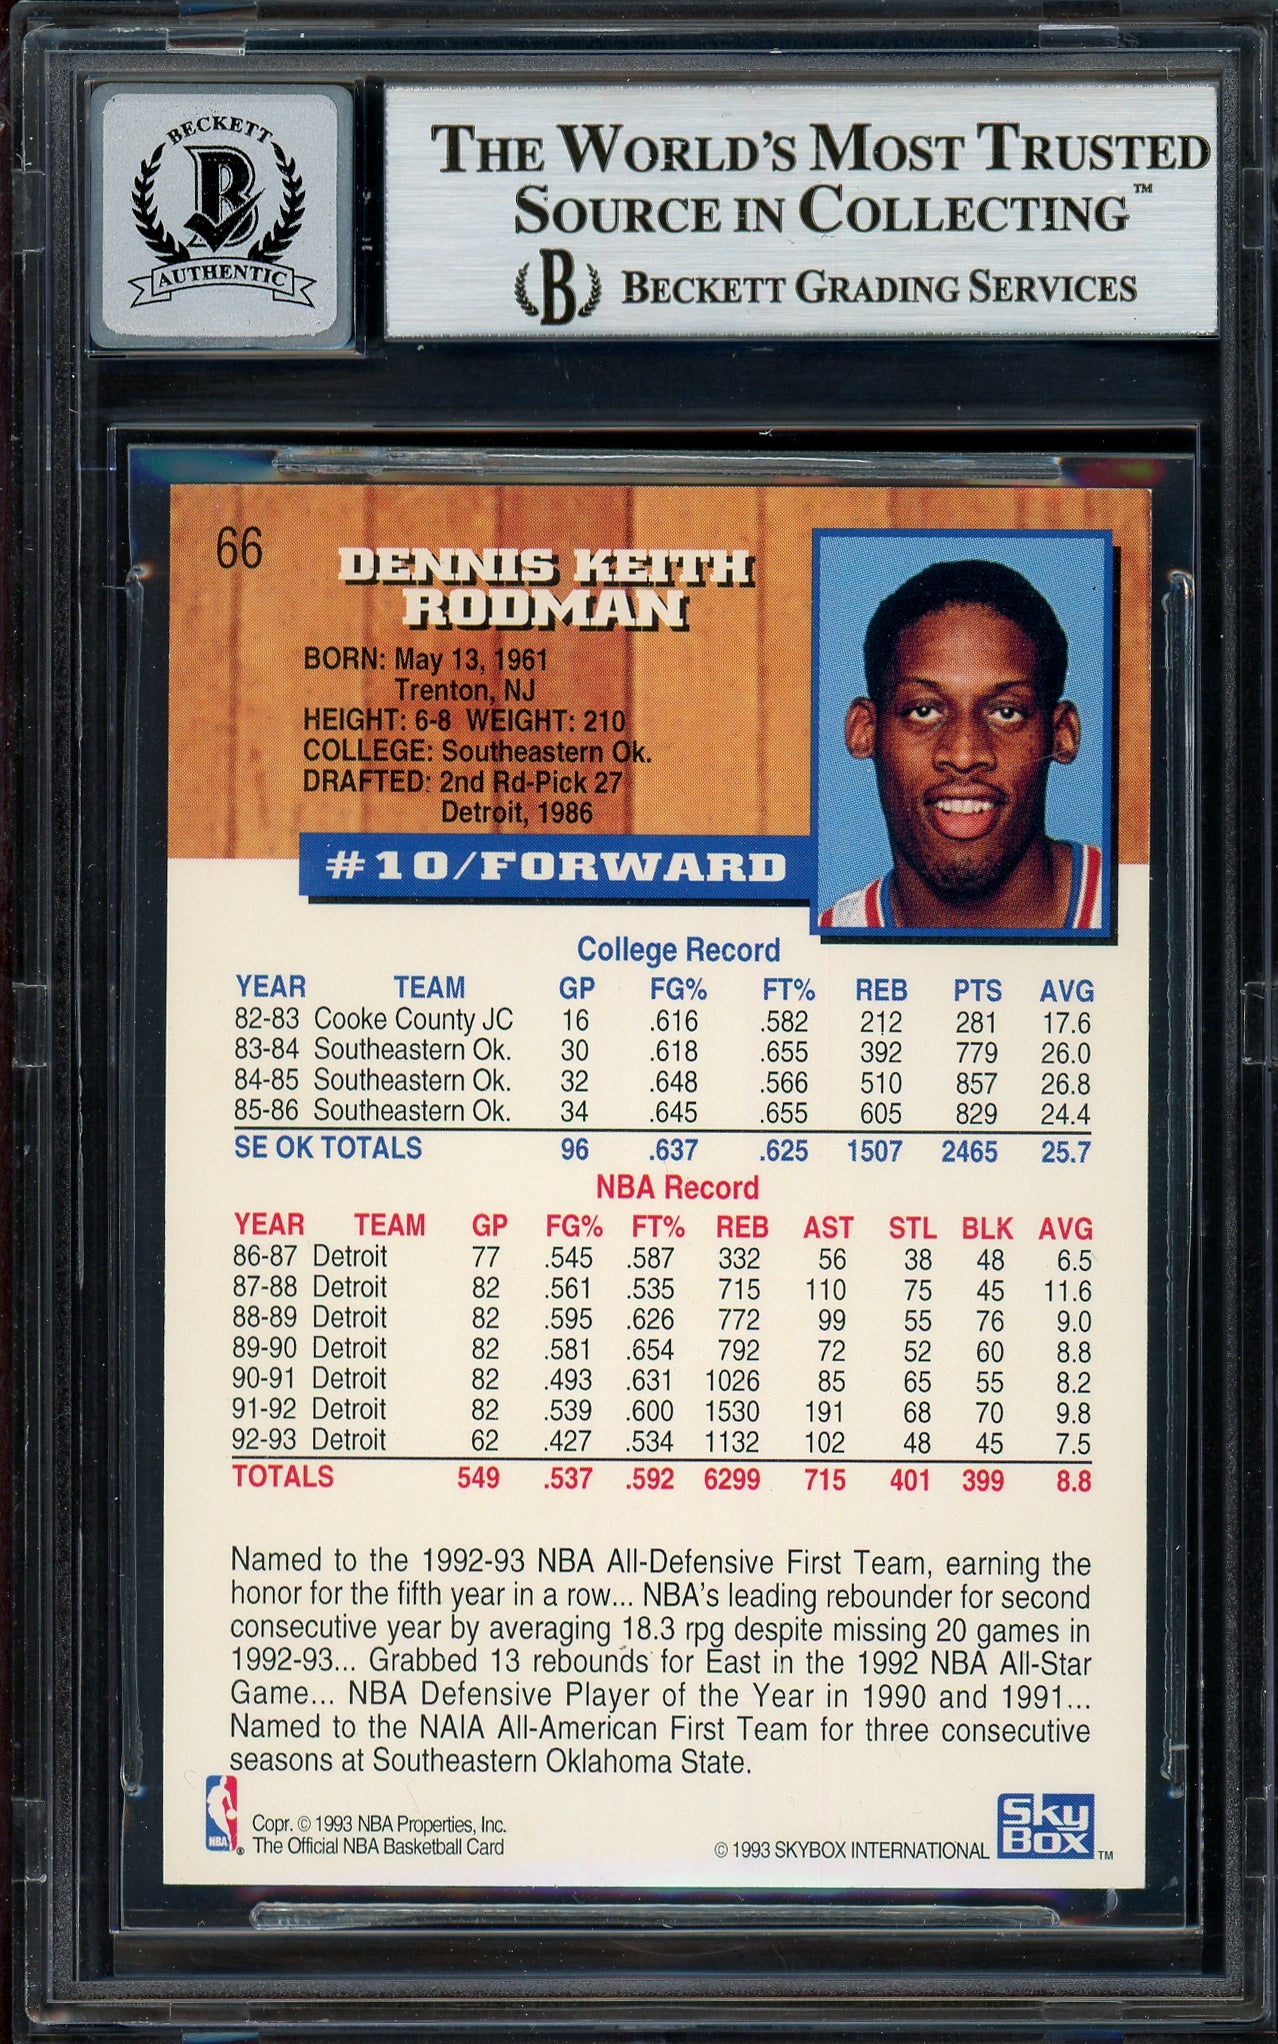 BECKETT
B
AUTHENTIC
THE WORLD'S MOST TRUSTED
SOURCE IN COLLECTING™
B BECKETT GRADING SERVICES
66
DENNIS KEITH
RODMAN
BORN: May 13, 1961
Trenton, NJ
HEIGHT: 6-8 WEIGHT: 210
COLLEGE: Southeastern Ok.
DRAFTED: 2nd Rd-Pick 27
Detroit, 1986
#10/FORWARD
College Record
YEAR TEAM GP FG% FT% REB PTS AVG
82-83 Cooke County JC 16 .616 .582 212 281 17.6
83-84 Southeastern Ok. 30 .618 .655 392 779 26.0
84-85 Southeastern Ok. 32 .648 .566 510 857 26.8
85-86 Southeastern Ok. 34 .645 .655 605 829 24.4
SE OK TOTALS 96 .637 .625 1507 2465 25.7
NBA Record
YEAR TEAM GP FG% FT% REB AST STL BLK AVG
86-87 Detroit 77 .545 .587 332 56 38 48 6.5
87-88 Detroit 82 .561 .535 715 110 75 45 11.6
88-89 Detroit 82 .595 .626 772 99 55 76 9.0
89-90 Detroit 82 .581 .654 792 72 52 60 8.8
90-91 Detroit 82 .493 .631 1026 85 65 55 8.2
91-92 Detroit 82 .539 .600 1530 191 68 70 9.8
92-93 Detroit 62 .427 .534 1132 102 48 45 7.5
TOTALS 549 .537 .592 6299 715 401 399 8.8
Named to the 1992-93 NBA All-Defensive First Team, earning the
honor for the fifth year in a row... NBA's leading rebounder for second
consecutive year by averaging 18.3 rpg despite missing 20 games in
1992-93... Grabbed 13 rebounds for East in the 1992 NBA All-Star
Game... NBA Defensive Player of the Year in 1990 and 1991...
Named to the NAIA All-American First Team for three consecutive
seasons at Southeastern Oklahoma State.
NBA ®
Copr. © 1993 NBA Properties, Inc.
The Official NBA Basketball Card
© 1993 SKYBOX INTERNATIONAL
Sky
Box ™